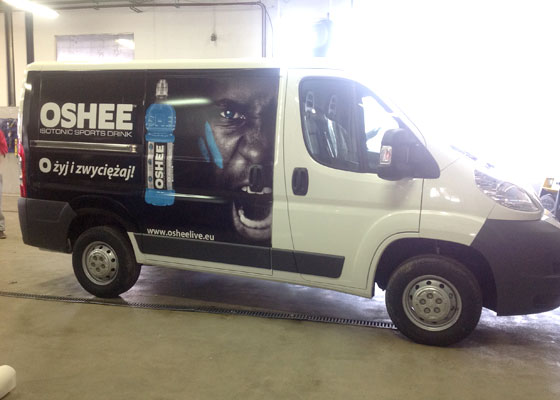 OSHEE
ISOTONIC SPORTS DRINK
O żyj i zwyciężaj!
OSHEE
www.osheelive.eu